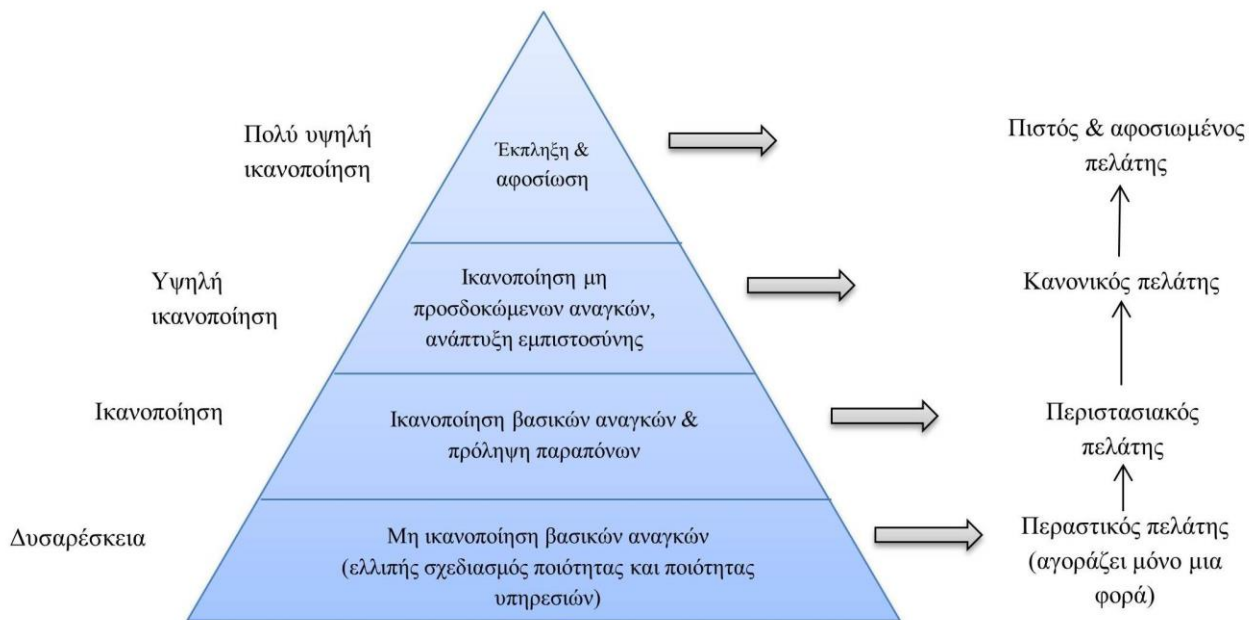 Πολύ υψηλή
ικανοποίηση
Έκπληξη &
αφοσίωση
Πιστός & αφοσιωμένος
πελάτης
Υψηλή
ικανοποίηση
Ικανοποίηση μη
προσδοκώμενων αναγκών,
ανάπτυξη εμπιστοσύνης
Κανονικός πελάτης
Ικανοποίηση
Ικανοποίηση βασικών αναγκών &
πρόληψη παραπόνων
Περιστασιακός
πελάτης
Δυσαρέσκεια
Μη ικανοποίηση βασικών αναγκών
(ελλιπής σχεδιασμός ποιότητας και ποιότητας
υπηρεσιών)
Περαστικός πελάτης
(αγοράζει μόνο μια
φορά)